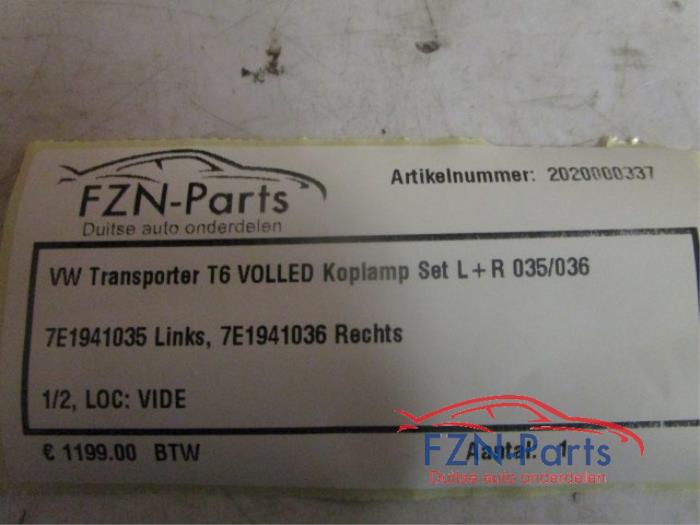 FZN-Parts
Duitse auto onderdelen
Artikelnummer: 2020000337
VW Transporter T6 VOLLED Koplamp Set L+R 035/036
7E1941035 Links, 7E1941036 Rechts
1/2, LOC: VIDE
€ 1199.00 BTW
Aantal: 1
FZN-Parts
Duitse auto onderdelen